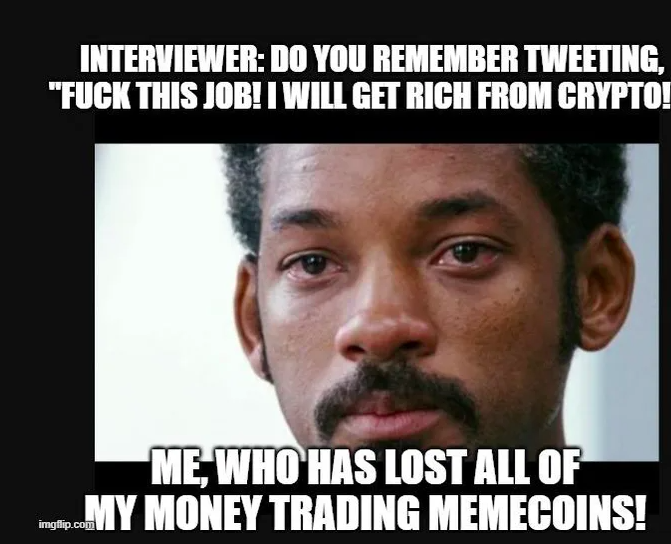 INTERVIEWER: DO YOU REMEMBER TWEETING,
"FUCK THIS JOB! I WILL GET RICH FROM CRYPTO!
ME, WHO HAS LOST ALL OF
MY MONEY TRADING MEMECOINS!
imgflip.com